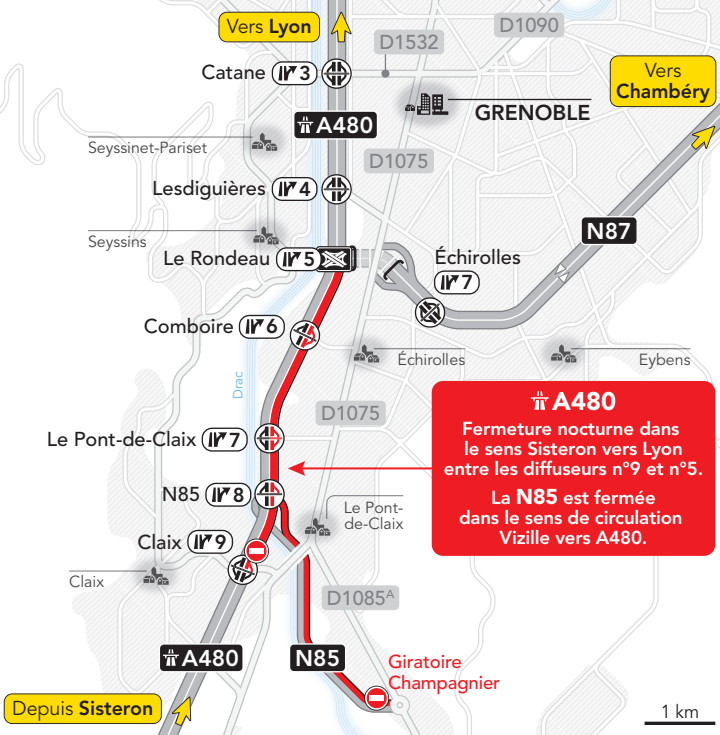 Vers Lyon
D1532
D1090
Catane 3
Vers
Chambéry
GRENOBLE
A480
Seyssinet-Pariset
D1075
Lesdiguières 4
N87
Seyssins
Le Rondeau 5
Échirolles
7
Comboire 6
Échirolles
Eybens
Drac
D1075
A480
Fermeture nocturne dans
le sens Sisteron vers Lyon
entre les diffuseurs n°9 et n°5.
La N85 est fermée
dans le sens de circulation
Vizille vers A480.
Le Pont-de-Claix 7
N85 8
Le Pont-
de-Claix
Claix 9
Claix
D1085A
A480
N85
Giratoire
Champagnier
Depuis Sisteron
1 km